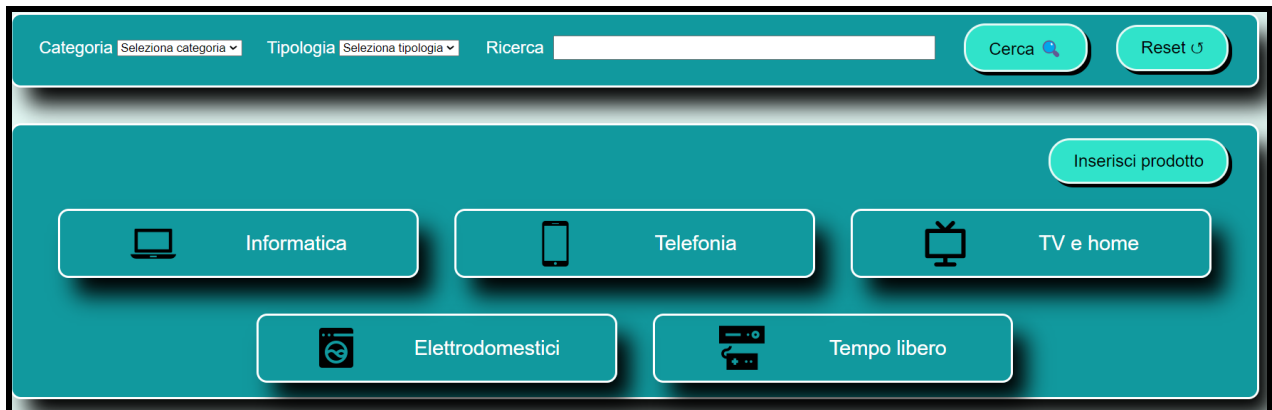 Categoria Seleziona categoria Tipologia Seleziona tipologia Ricerca Cerca Reset ↺
Inserisci prodotto
Informatica Telefonia TV e home
Elettrodomestici Tempo libero